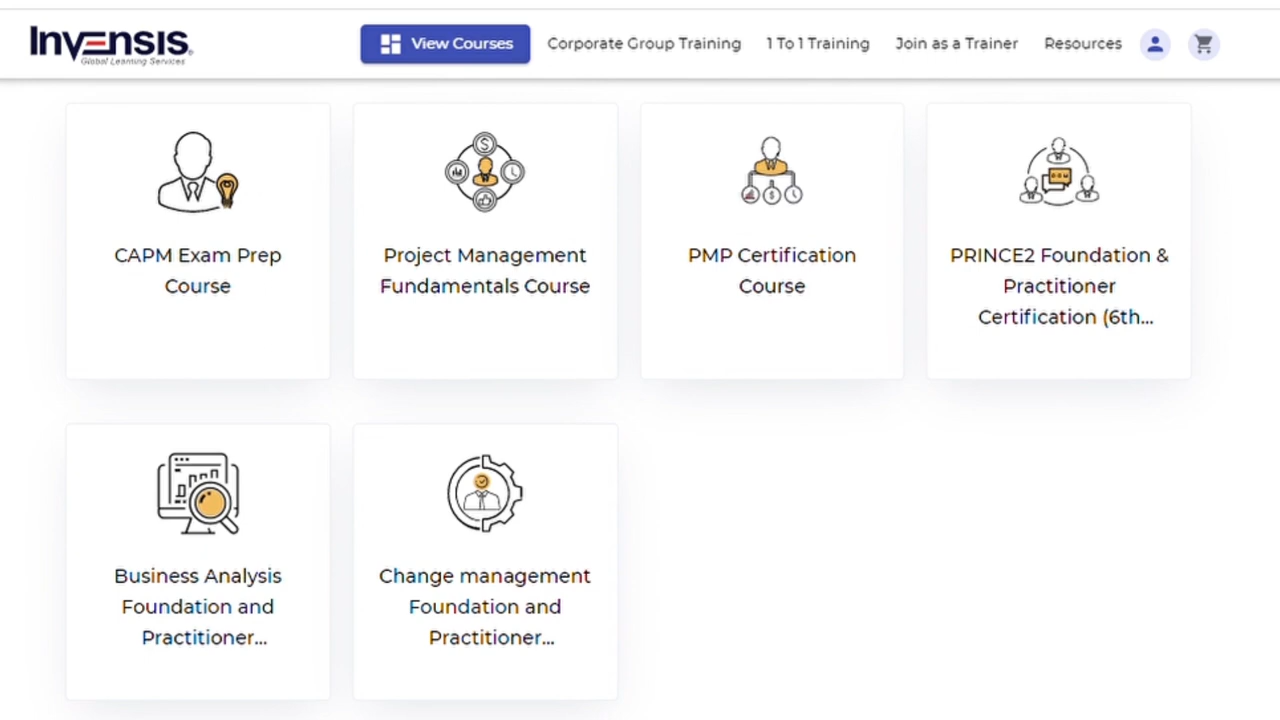 Invensis
Global Learning Services
View Courses
Corporate Group Training
1 To 1 Training
Join as a Trainer
Resources
CAPM Exam Prep
Course
Project Management
Fundamentals Course
PMP Certification
Course
PRINCE2 Foundation &
Practitioner
Certification (6th...
Business Analysis
Foundation and
Practitioner...
Change management
Foundation and
Practitioner...